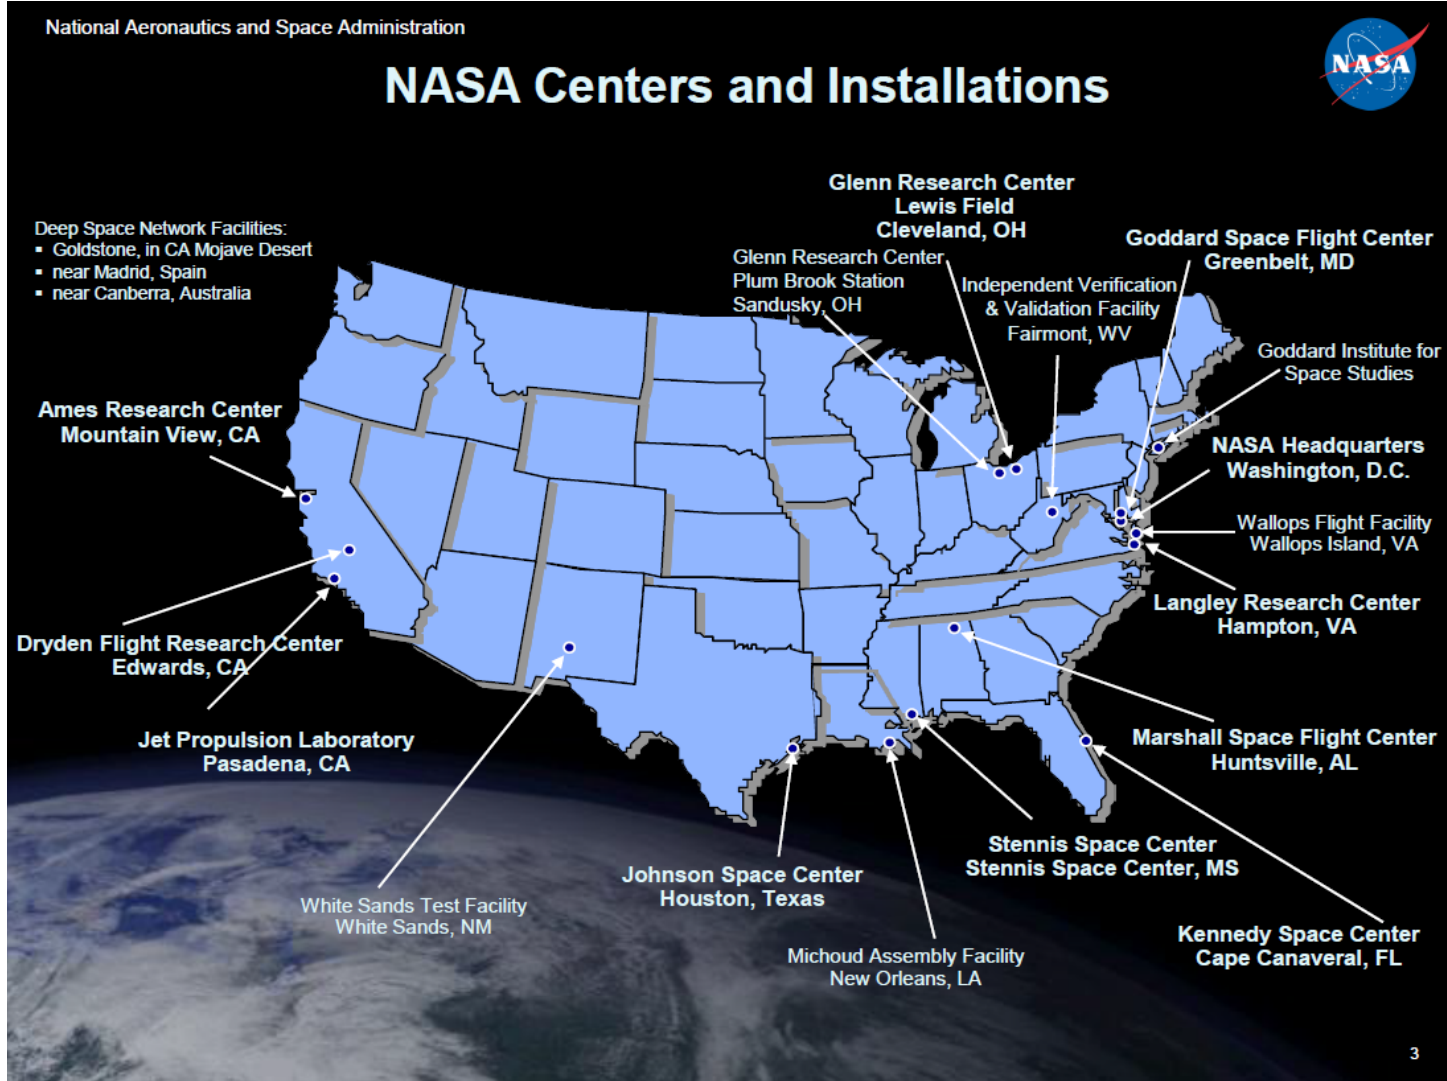 National Aeronautics and Space Administration
NASA Centers and Installations
NASA
Deep Space Network Facilities:
▪ Goldstone, in CA Mojave Desert
▪ near Madrid, Spain
▪ near Canberra, Australia
Glenn Research Center
Lewis Field
Cleveland, OH
Glenn Research Center
Plum Brook Station
Sandusky, OH
Independent Verification
& Validation Facility
Fairmont, WV
Goddard Space Flight Center
Greenbelt, MD
Goddard Institute for
Space Studies
Ames Research Center
Mountain View, CA
NASA Headquarters
Washington, D.C.
Wallops Flight Facility
Wallops Island, VA
Langley Research Center
Hampton, VA
Dryden Flight Research Center
Edwards, CA
Jet Propulsion Laboratory
Pasadena, CA
Marshall Space Flight Center
Huntsville, AL
Stennis Space Center
Stennis Space Center, MS
Johnson Space Center
Houston, Texas
White Sands Test Facility
White Sands, NM
Michoud Assembly Facility
New Orleans, LA
Kennedy Space Center
Cape Canaveral, FL
3